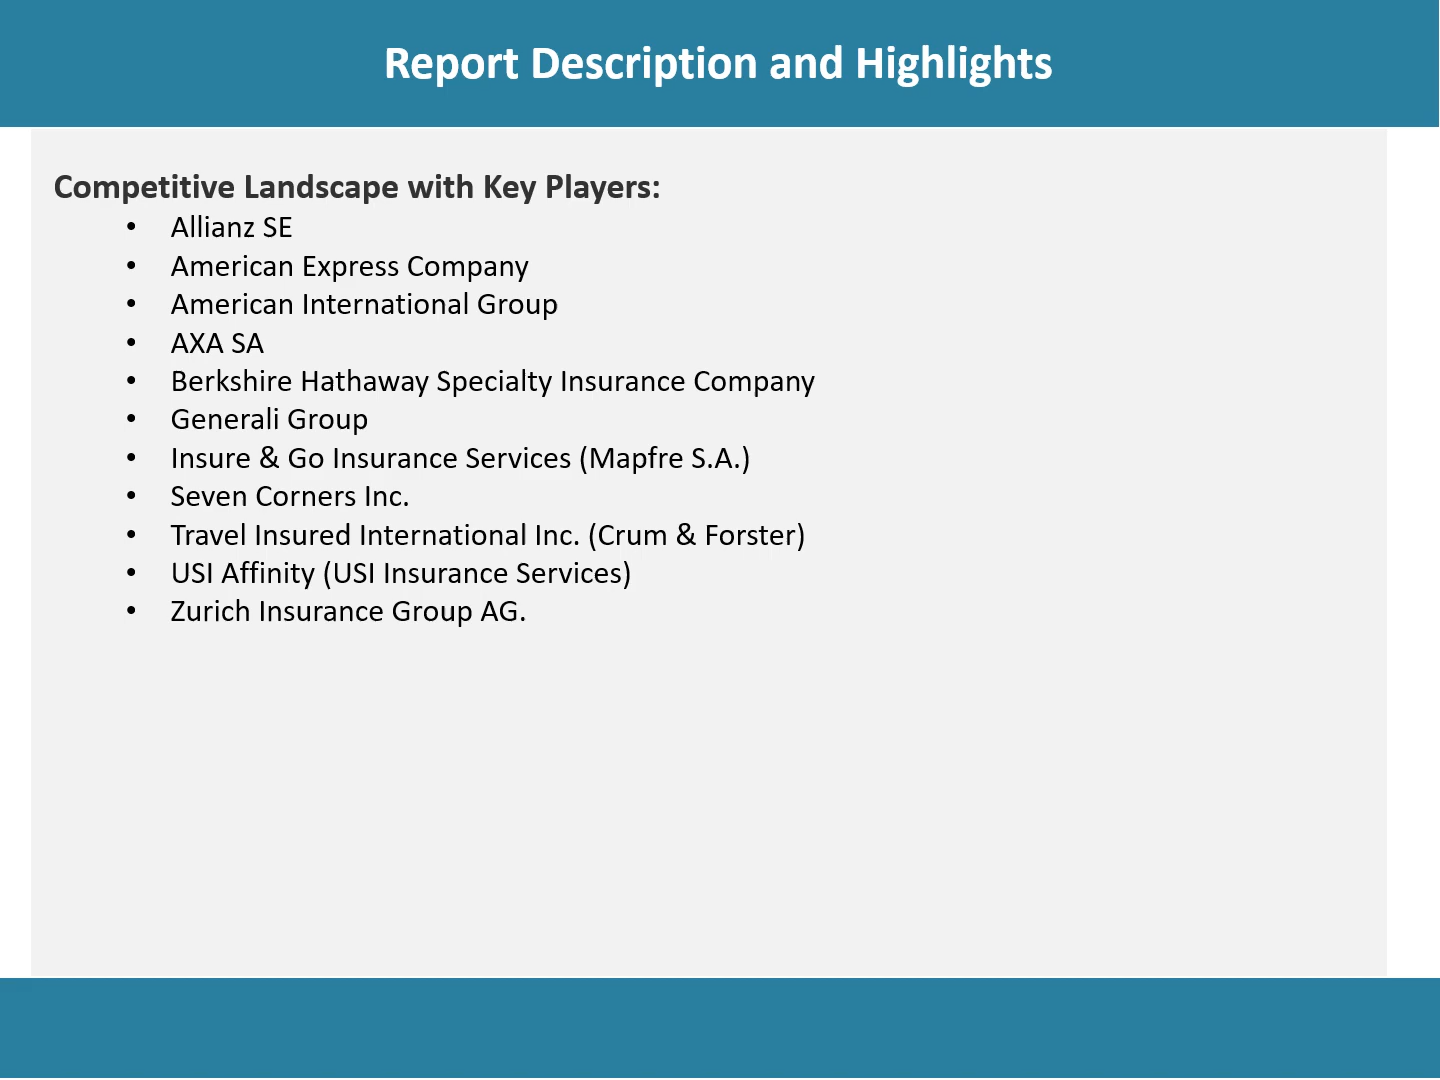 Report Description and Highlights
Competitive Landscape with Key Players:
• Allianz SE
• American Express Company
• American International Group
• AXA SA
• Berkshire Hathaway Specialty Insurance Company
• Generali Group
• Insure & Go Insurance Services (Mapfre S.A.)
• Seven Corners Inc.
• Travel Insured International Inc. (Crum & Forster)
• USI Affinity (USI Insurance Services)
• Zurich Insurance Group AG.